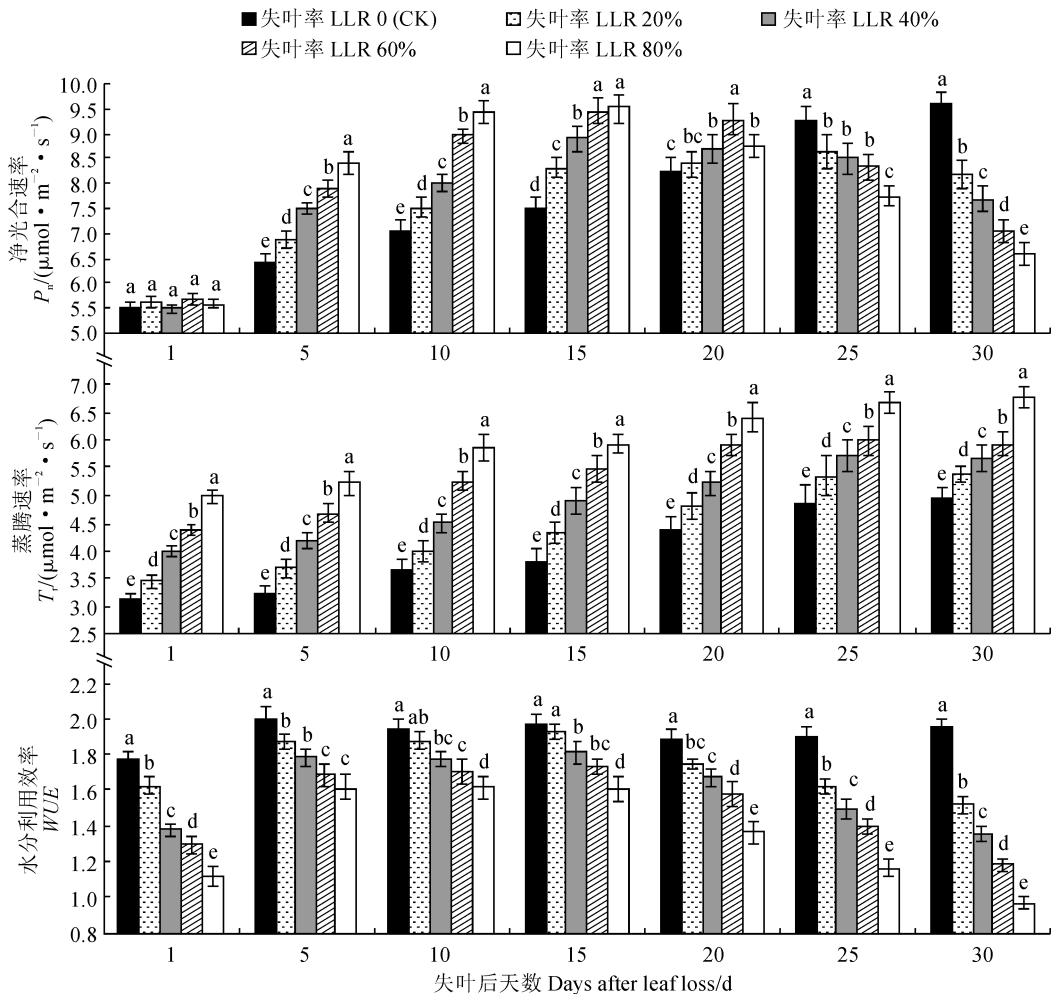 失叶率 LLR 0 (CK) 失叶率 LLR 20% 失叶率 LLR 40%
失叶率 LLR 60% 失叶率 LLR 80%
净光合速率
Pn/(μmol·m⁻²·s⁻¹)
10.0
9.5
9.0
8.5
8.0
7.5
7.0
6.5
6.0
5.5
5.0
a a a a a
e d c b a
e d c b a
d c b a a
c bc b a b
a b b b c
a b c d e
1 5 10 15 20 25 30
蒸腾速率
Tr/(μmol·m⁻²·s⁻¹)
7.0
6.5
6.0
5.5
5.0
4.5
4.0
3.5
3.0
2.5
e d c b a
e d c b a
e d c b a
e d c b a
e d c b a
e d c b a
e d c b a
1 5 10 15 20 25 30
水分利用效率
WUE
2.2
2.0
1.8
1.6
1.4
1.2
1.0
0.8
a b c d e
a b b c c
a ab bc c d
a a b bc c
a bc c d e
a b c d e
a b c d e
1 5 10 15 20 25 30
失叶后天数 Days after leaf loss/d